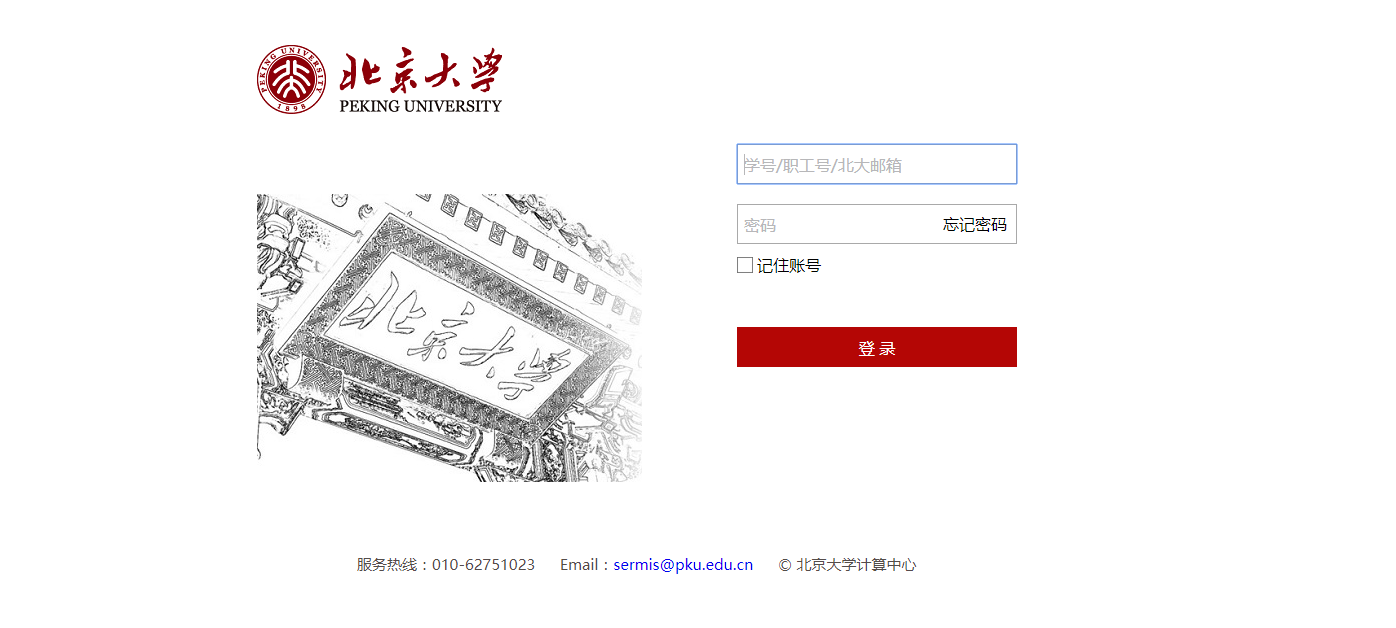 PEKING UNIVERSITY
1898
北京大学
PEKING UNIVERSITY
学号/职工号/北大邮箱
密码 忘记密码
记住账号
登 录
北京大学
服务热线：010-62751023 Email：sermis@pku.edu.cn © 北京大学计算中心